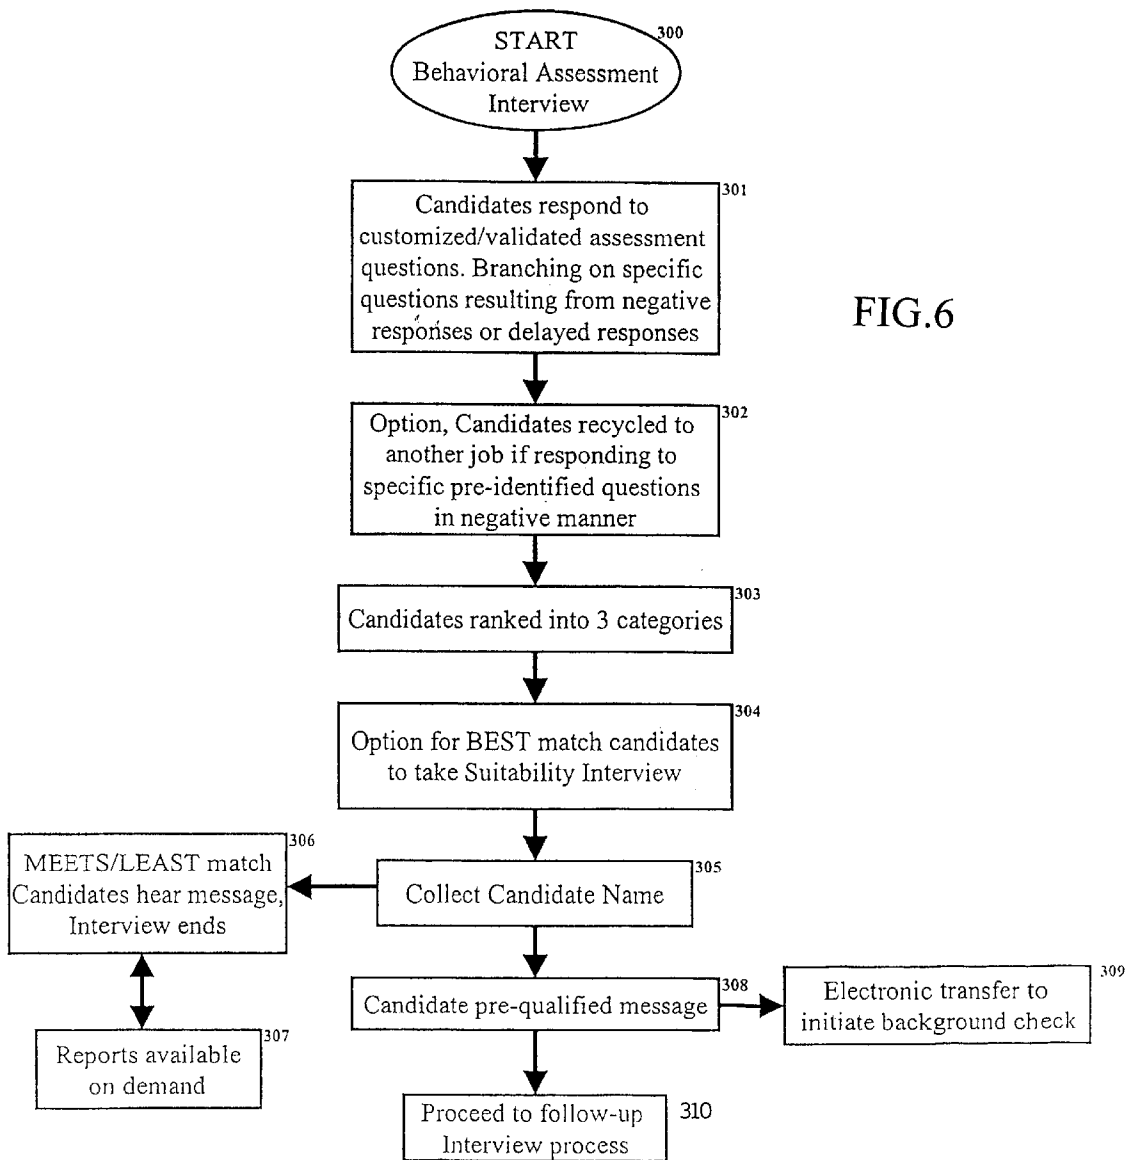 START
Behavioral Assessment
Interview
300
Candidates respond to
customized/validated assessment
questions. Branching on specific
questions resulting from negative
responses or delayed responses
301
FIG.6
Option, Candidates recycled to
another job if responding to
specific pre-identified questions
in negative manner
302
Candidates ranked into 3 categories
303
Option for BEST match candidates
to take Suitability Interview
304
Collect Candidate Name
305
MEETS/LEAST match
Candidates hear message,
Interview ends
306
Reports available
on demand
307
Candidate pre-qualified message
308
Electronic transfer to
initiate background check
309
Proceed to follow-up
Interview process
310